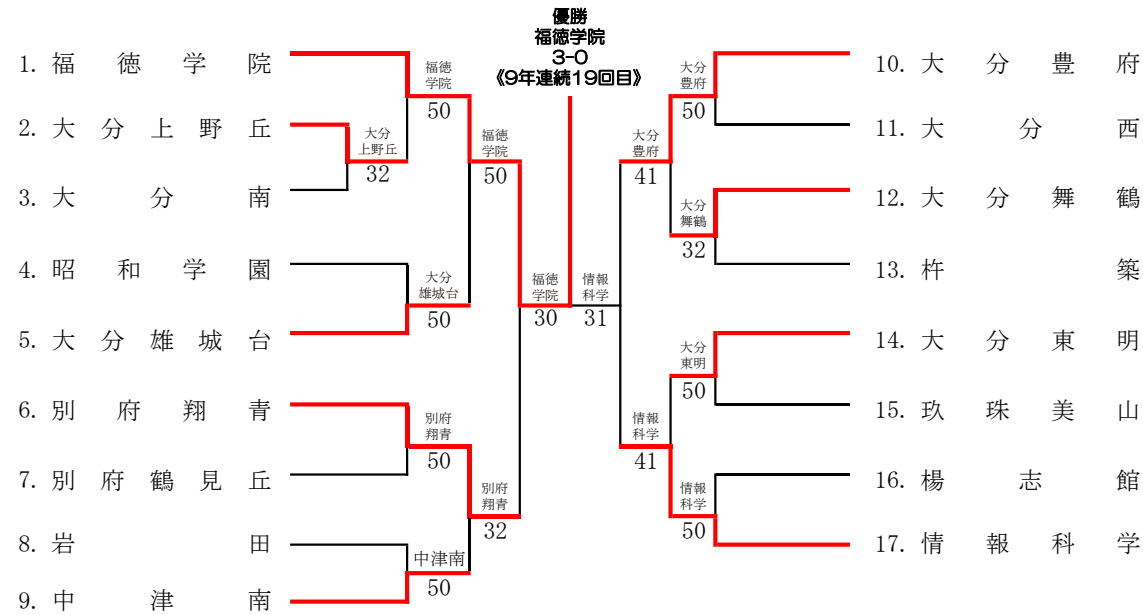 優勝
福徳学院
3-0
《9年連続19回目》
1. 福徳学院
2. 大分上野丘
3. 大分南
4. 昭和学園
5. 大分雄城台
6. 別府翔青
7. 別府鶴見丘
8. 岩田
9. 中津南
福徳
学院
50
大分
上野丘
32
大分
雄城台
50
別府
翔青
50
中津南
50
福徳
学院
50
別府
翔青
32
福徳
学院
30
情報
科学
31
大分
豊府
41
情報
科学
41
大分
豊府
50
大分
舞鶴
32
大分
東明
50
情報
科学
50
10. 大分豊府
11. 大分西
12. 大分舞鶴
13. 杵築
14. 大分東明
15. 玖珠美山
16. 楊志館
17. 情報科学